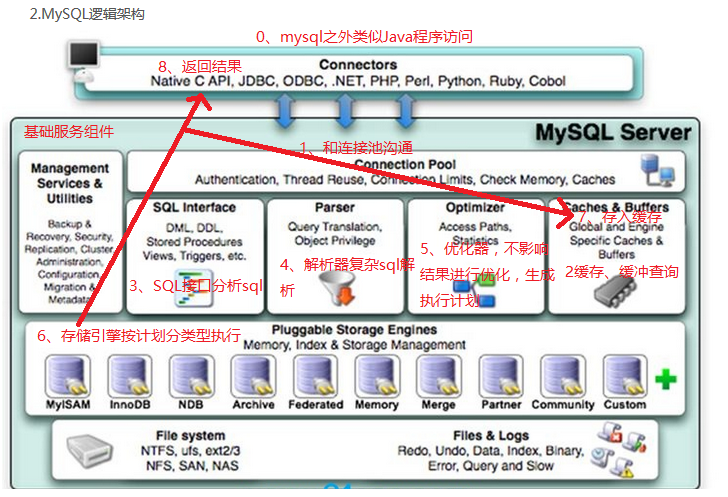 2.MySQL逻辑架构
0、mysql之外类似Java程序访问
Connectors
8、返回结果
Native C API, JDBC, ODBC, .NET, PHP, Perl, Python, Ruby, Cobol
基础服务组件
MySQL Server
1、和连接池沟通
Connection Pool
Authentication, Thread Reuse, Connection Limits, Check Memory, Caches
Management
Services &
Utilities
Backup &
Recovery, Security,
Replication, Cluster,
Administration,
Configuration,
Migration &
Metadata
SQL Interface
DML, DDL,
Stored Procedures
Views, Triggers, etc.
3、SQL接口分析sql
Parser
Query Translation,
Object Privilege
4、解析器复杂sql解
析
Optimizer
Access Paths,
Statistics
5、优化器，不影响
结果进行优化，生成
执行计划
Caches & Buffers
7、存入缓存
Global and Engine
Specific Caches &
Buffers
2缓存、缓冲查询
6、存储引擎按计划分类型执行
Pluggable Storage Engines
Memory, Index & Storage Management
MyISAM
InnoDB
NDB
Archive
Federated
Memory
Merge
Partner
Community
Custom
File system
NTFS, ufs, ext2/3
NFS, SAN, NAS
Files & Logs
Redo, Undo, Data, Index, Binary,
Error, Query and Slow